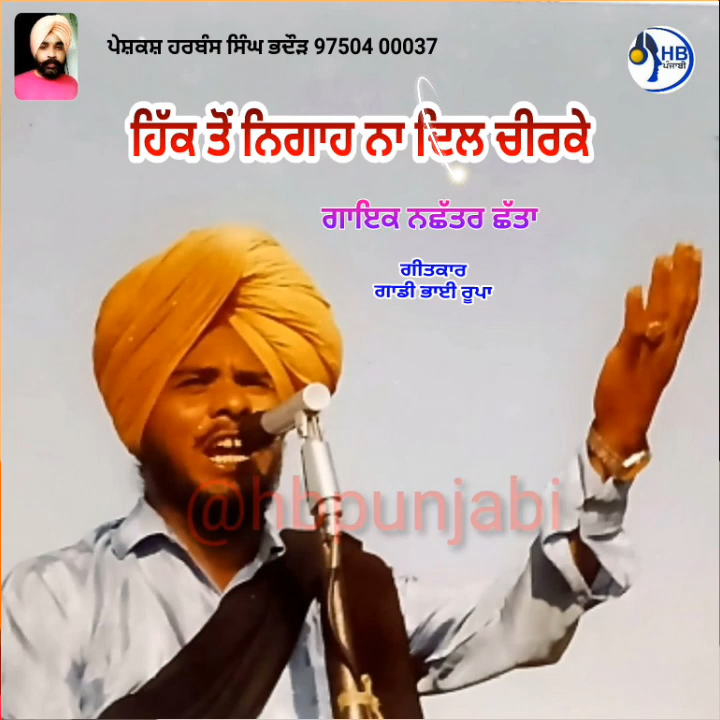 ਪੇਸ਼ਕਸ਼ ਹਰਬੰਸ ਸਿੰਘ ਭਦੌੜ 97504 00037
HB
ਪੰਜਾਬੀ
ਹਿੱਕ ਤੋਂ ਨਿਗਾਹ ਨਾ ਦਿਲ ਚੀਰਕੇ
ਗਾਇਕ ਨਛੱਤਰ ਛੱਤਾ
ਗੀਤਕਾਰ
ਗਾਡੀ ਭਾਈ ਰੂਪਾ
@hbpunjabi